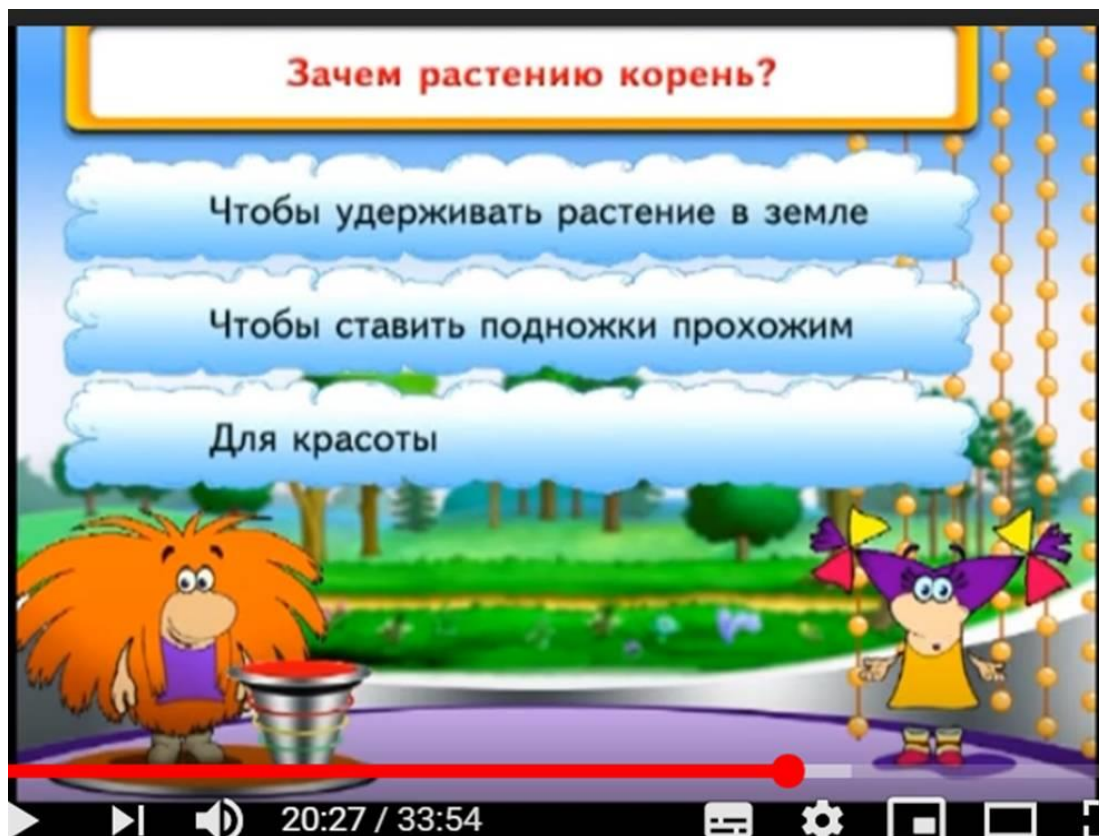 Зачем растению корень?
Чтобы удерживать растение в земле
Чтобы ставить подножки прохожим
Для красоты
20:27 / 33:54